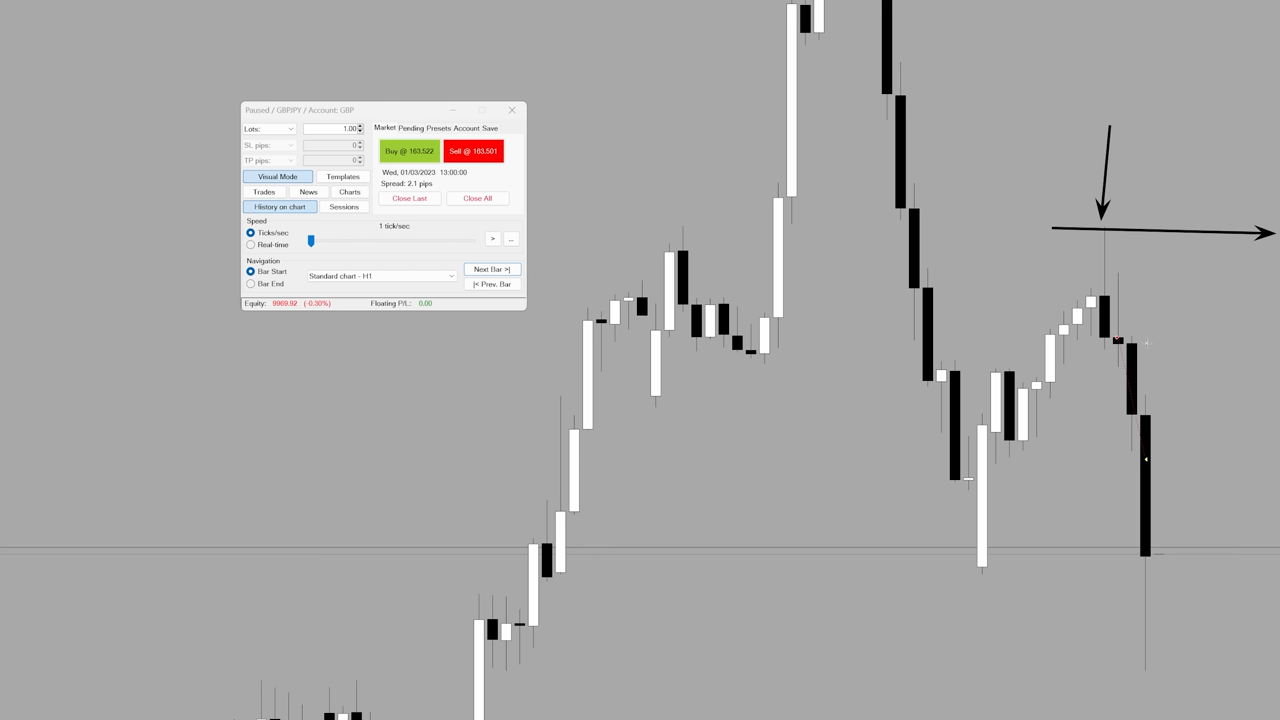 Paused / GBPJPY / Account: GBP
Lots: 1.00
Market Pending Presets Account Save
SL pips: 0
Buy @ 163.522 Sell @ 163.501
TP pips: 0
Wed, 01/03/2023 13:00:00
Visual Mode Templates
Spread: 2.1 pips
Trades News Charts
Close Last Close All
History on chart Sessions
Speed
1 tick/sec
Ticks/sec
> ...
Real-time
Navigation
Bar Start
Standard chart - H1
Next Bar >|
Bar End
|< Prev. Bar
Equity: 9969.92 (-0.30%) Floating P/L: 0.00